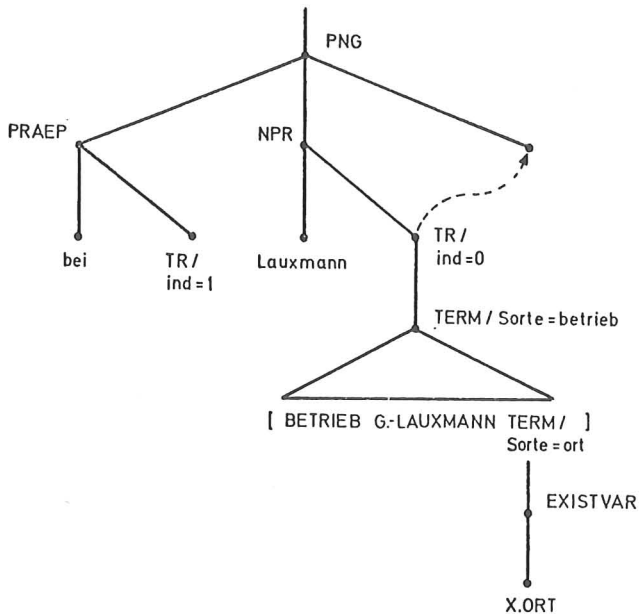 PNG
PRAEP
NPR
bei
TR/
ind=1
Lauxmann
TR/
ind=0
TERM/ Sorte=betrieb
[ BETRIEB G.-LAUXMANN TERM/ ]
Sorte=ort
EXISTVAR
X.ORT